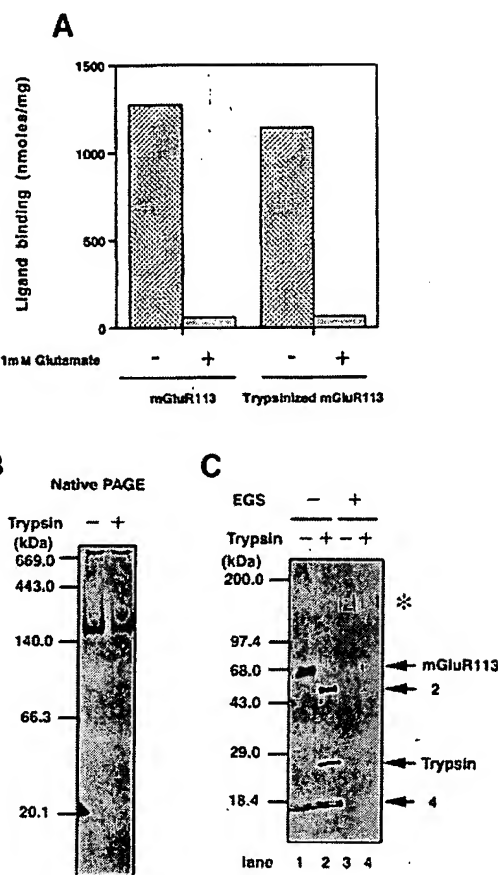 A
Ligand binding (nmoles/mg)
1500
1000
500
0
1mM Glutamate - + - +
mGluR113 Trypsinized mGluR113
B
Native PAGE
Trypsin - +
(kDa)
669.0
443.0
140.0
66.3
20.1
C
EGS - +
Trypsin - + - +
(kDa)
200.0
97.4
68.0
43.0
29.0
18.4
*
mGluR113
2
Trypsin
4
lane 1 2 3 4